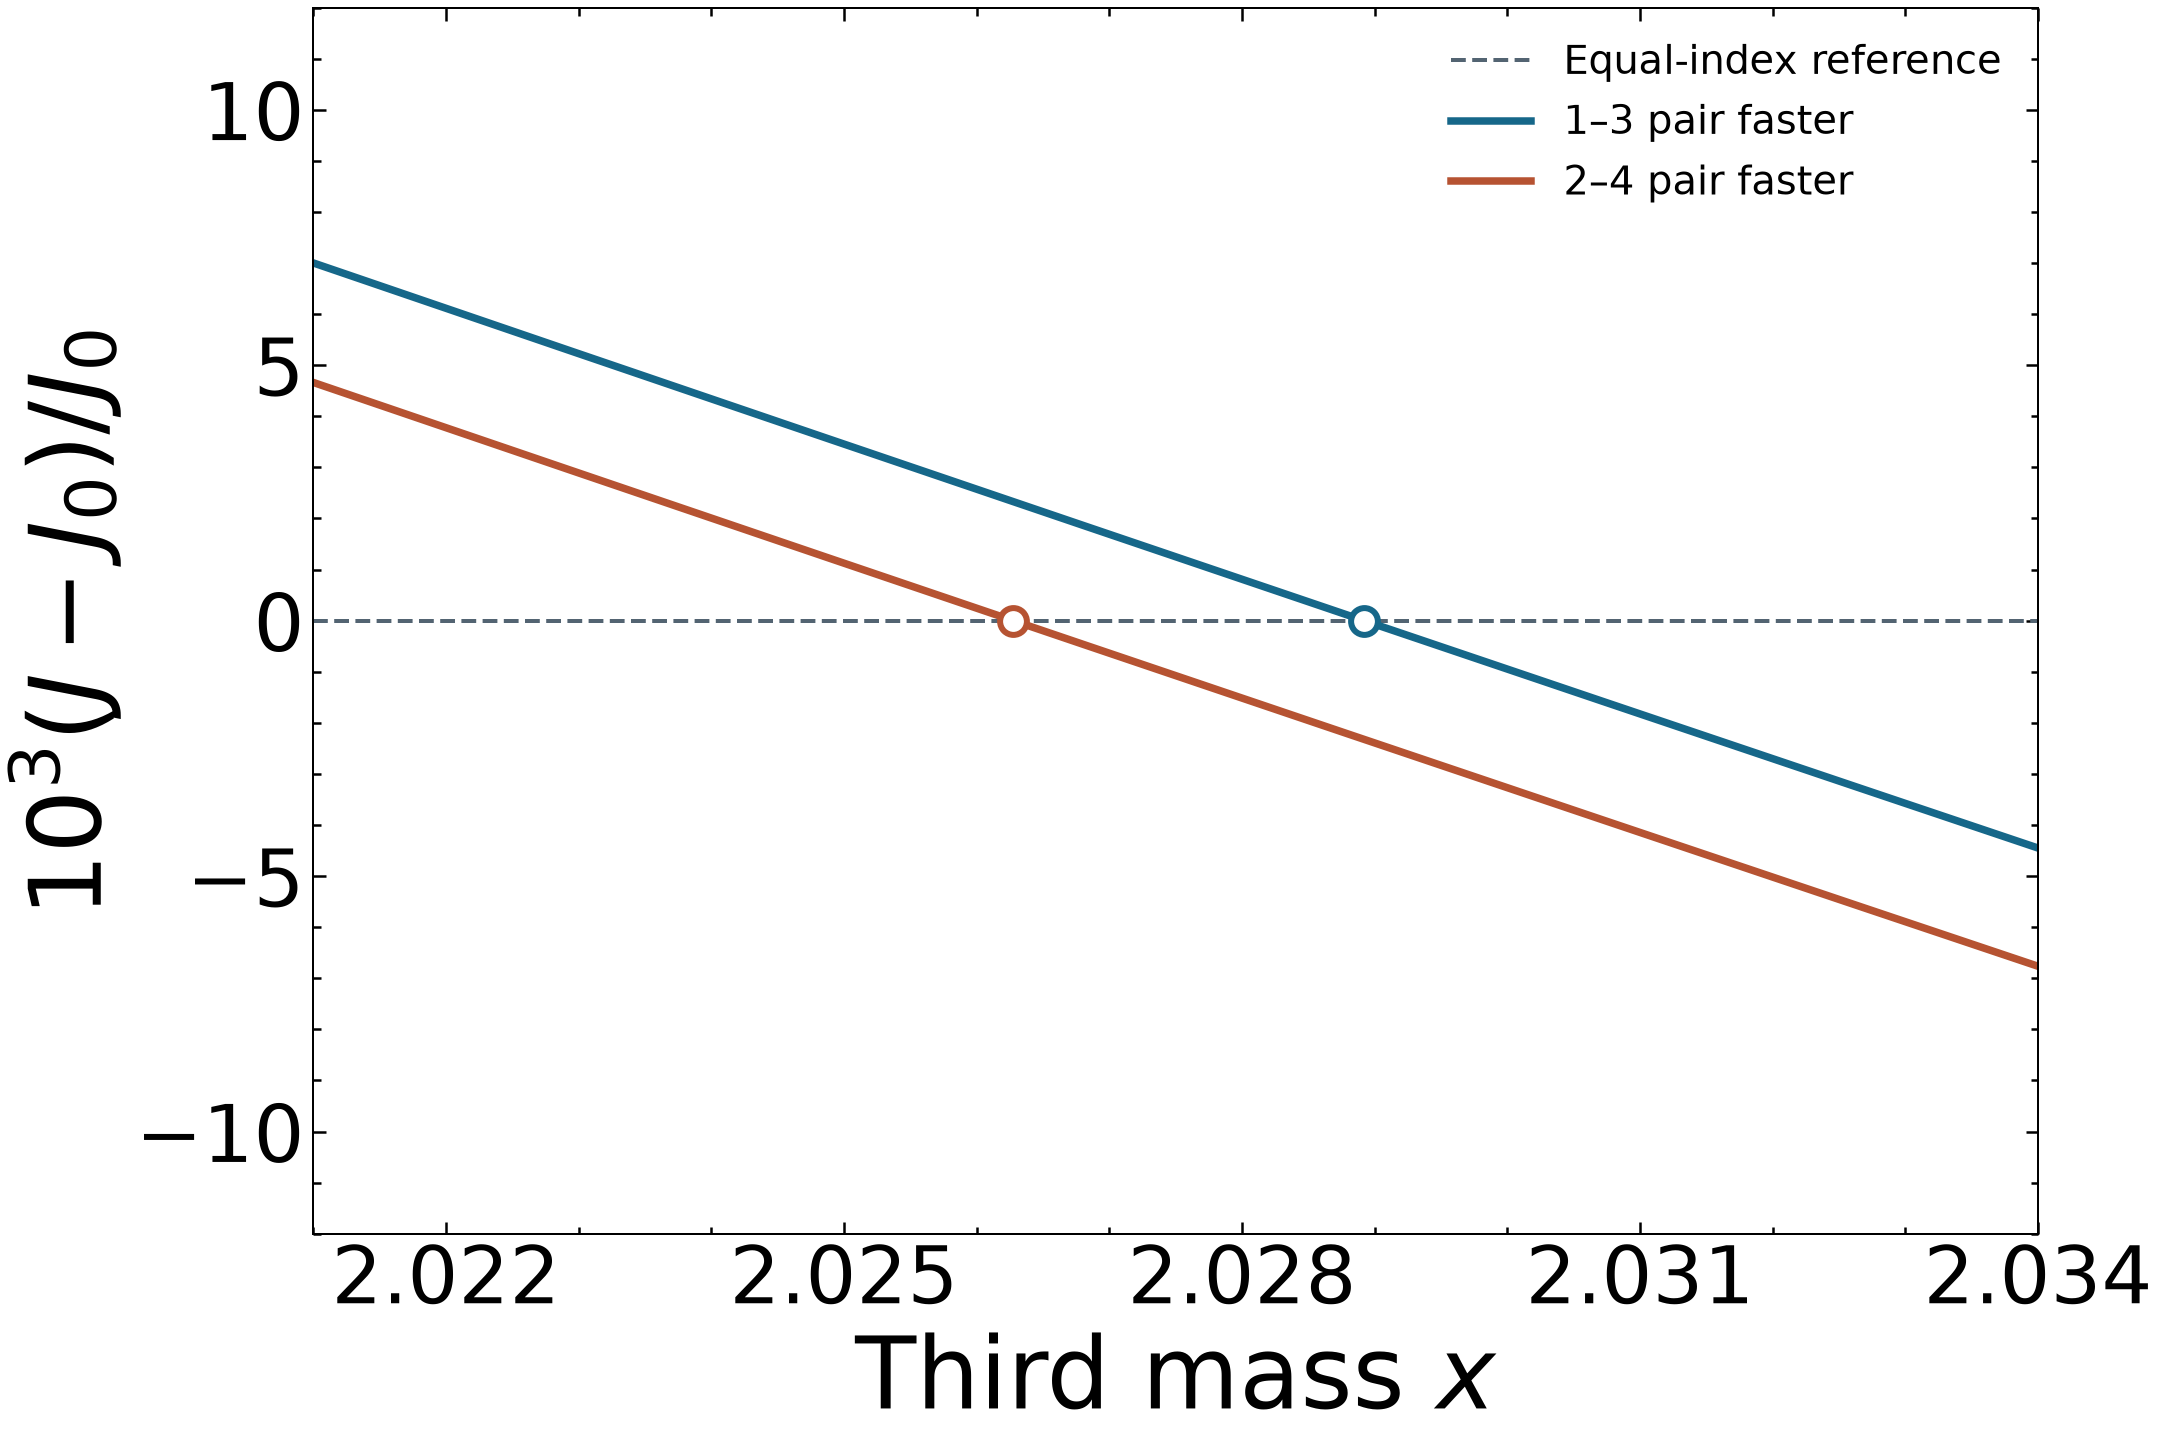 Equal-index reference
1–3 pair faster
2–4 pair faster
10
5
0
−5
−10
10³(J − J₀)/J₀
2.022 2.025 2.028 2.031 2.034
Third mass x